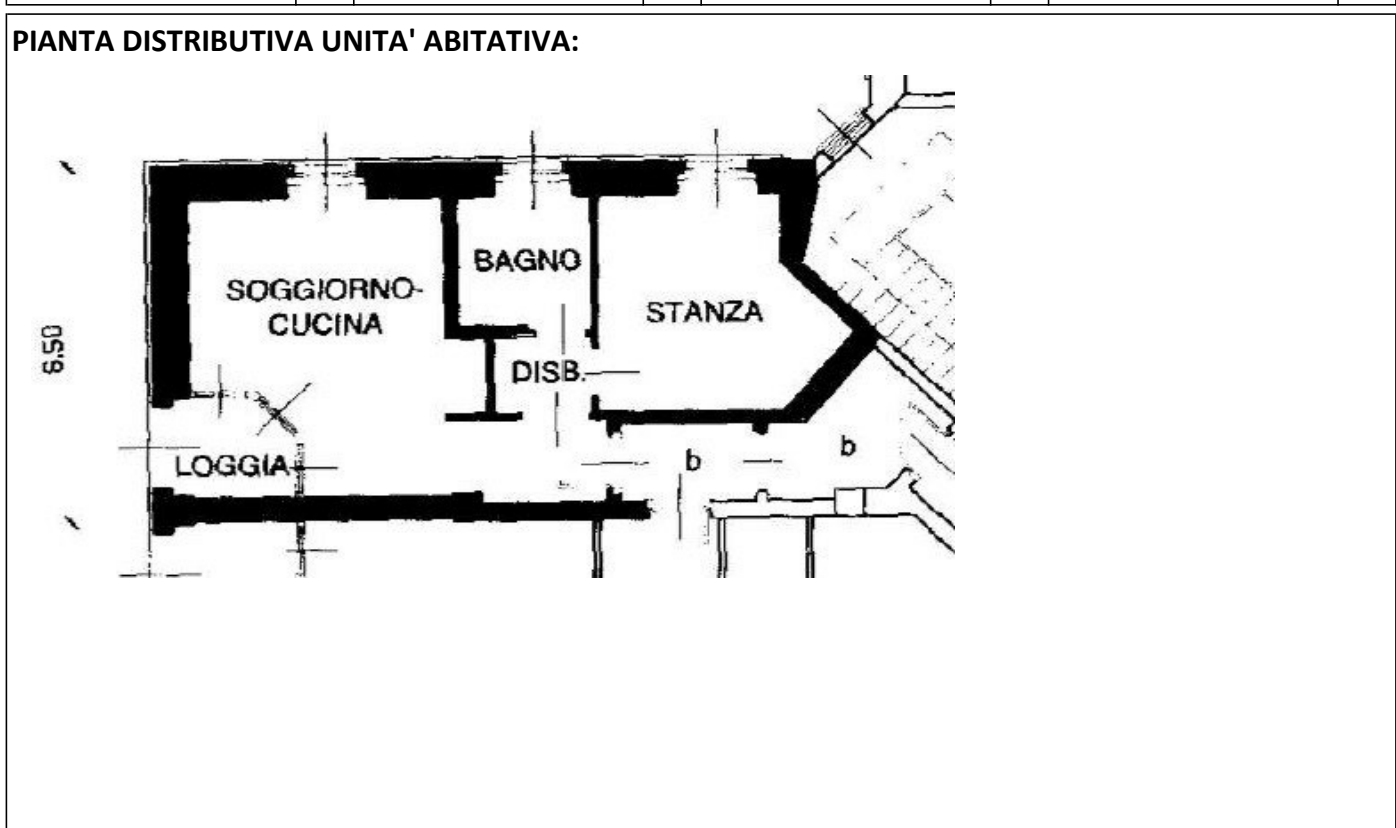 PIANTA DISTRIBUTIVA UNITA' ABITATIVA:
BAGNO
SOGGIORNO-
CUCINA
STANZA
6.50
DISB.
LOGGIA
b
b